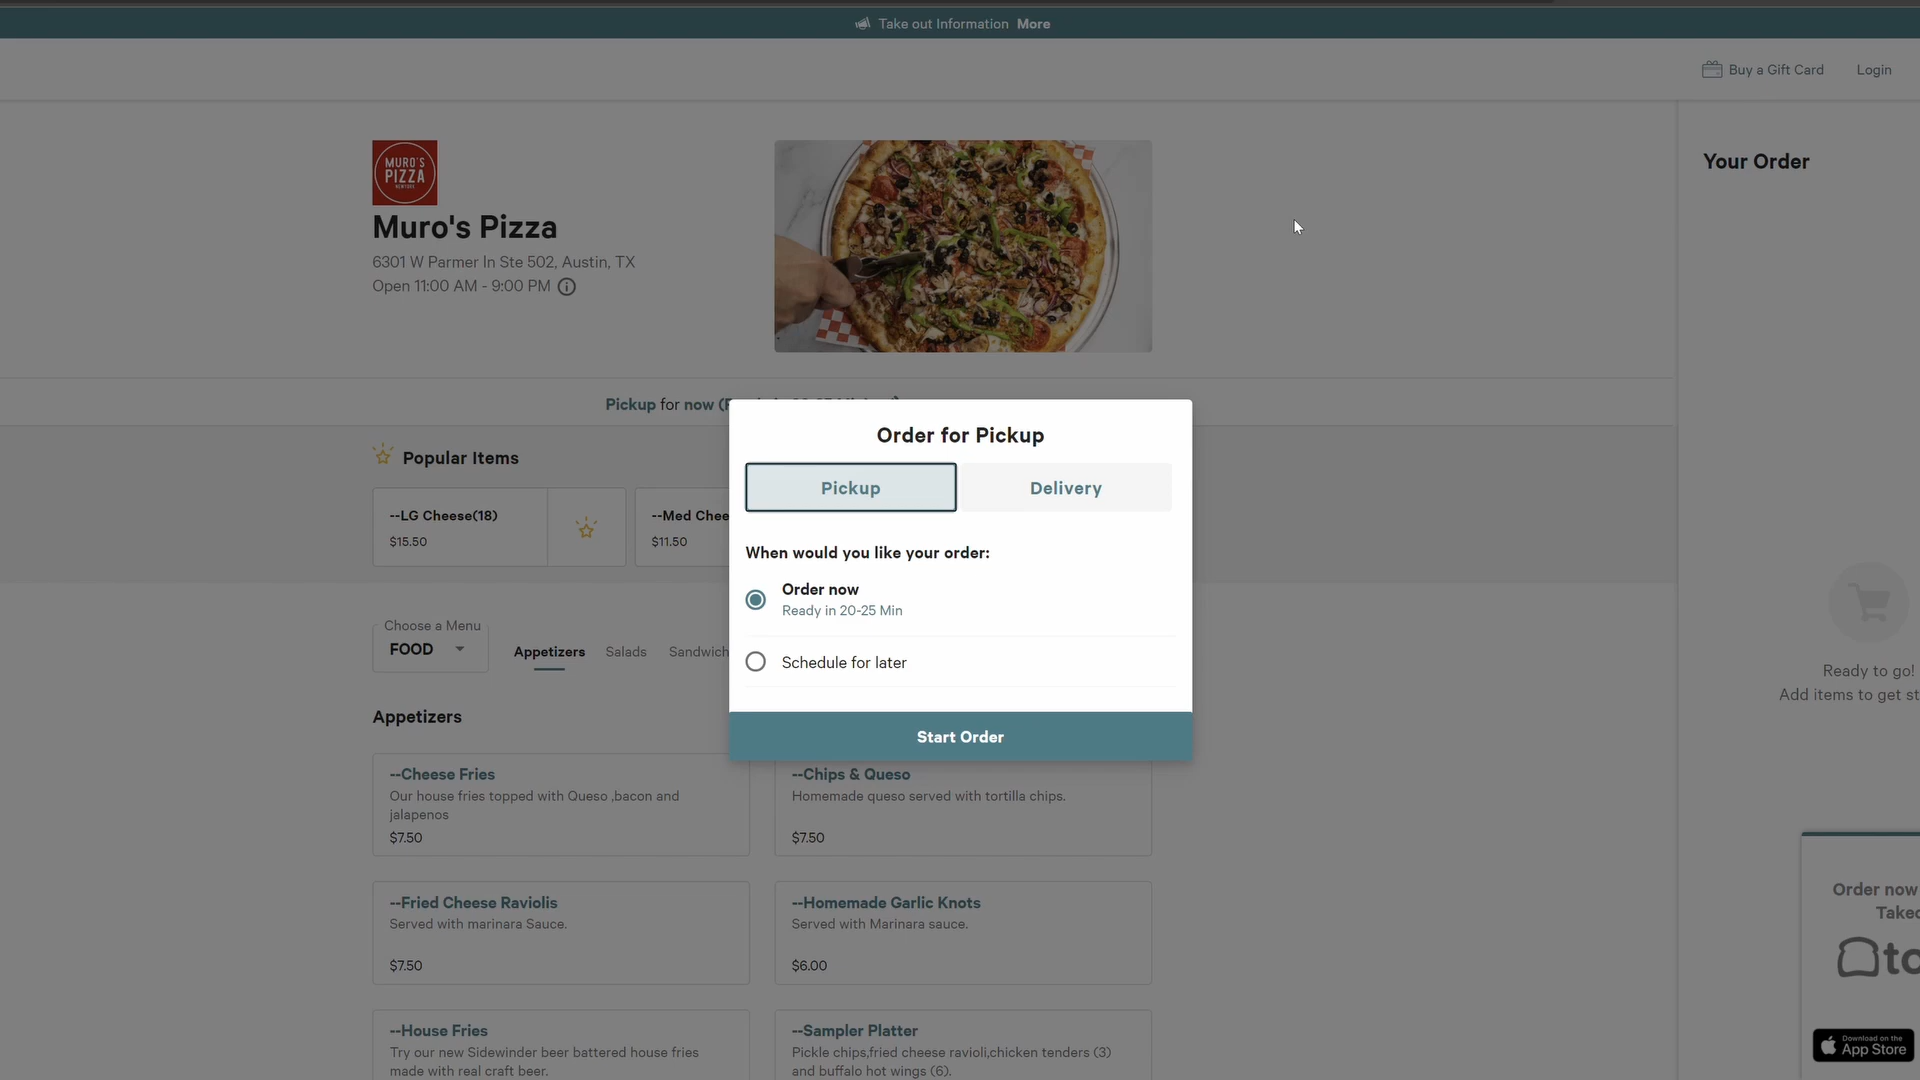 Take out Information More
Buy a Gift Card
Login
MURO'S
PIZZA
Muro's Pizza
6301 W Parmer ln Ste 502, Austin, TX
Open 11:00 AM - 9:00 PM
Your Order
Pickup for now (
Order for Pickup
Pickup
Delivery
When would you like your order:
Order now
Ready in 20-25 Min
Schedule for later
Start Order
Popular Items
--LG Cheese(18)
$15.50
--Med Chee
$11.50
Choose a Menu
FOOD
Appetizers
Salads
Sandwich
Appetizers
--Cheese Fries
Our house fries topped with Queso ,bacon and
jalapenos
$7.50
--Chips & Queso
Homemade queso served with tortilla chips.
$7.50
--Fried Cheese Raviolis
Served with marinara Sauce.
$7.50
--Homemade Garlic Knots
Served with Marinara sauce.
$6.00
--House Fries
Try our new Sidewinder beer battered house fries
made with real craft beer.
--Sampler Platter
Pickle chips,fried cheese ravioli,chicken tenders (3)
and buffalo hot wings (6).
Ready to go!
Add items to get st
Order now
Takeo
to
Download on the
App Store